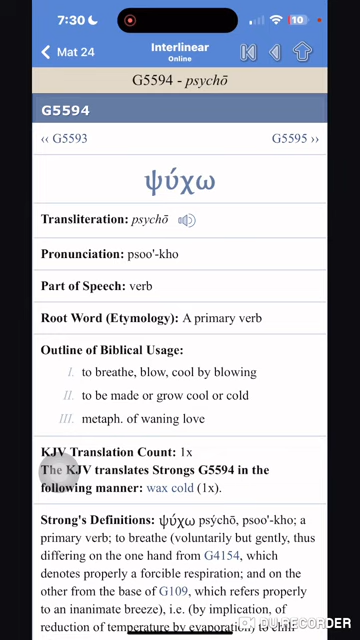 7:30
10
Mat 24
Interlinear
Online
G5594 - psychō
G5594
‹‹ G5593
G5595 ››
ψύχω
Transliteration: psychō
Pronunciation: psoo'-kho
Part of Speech: verb
Root Word (Etymology): A primary verb
Outline of Biblical Usage:
I. to breathe, blow, cool by blowing
II. to be made or grow cool or cold
III. metaph. of waning love
KJV Translation Count: 1x
The KJV translates Strongs G5594 in the
following manner: wax cold (1x).
Strong's Definitions: ψύχω psýchō, psoo'-kho; a
primary verb; to breathe (voluntarily but gently, thus
differing on the one hand from G4154, which
denotes properly a forcible respiration; and on the
other from the base of G109, which refers properly
to an inanimate breeze), i.e. (by implication, of
reduction of temperature by evaporation) to chill
DU RECORDER